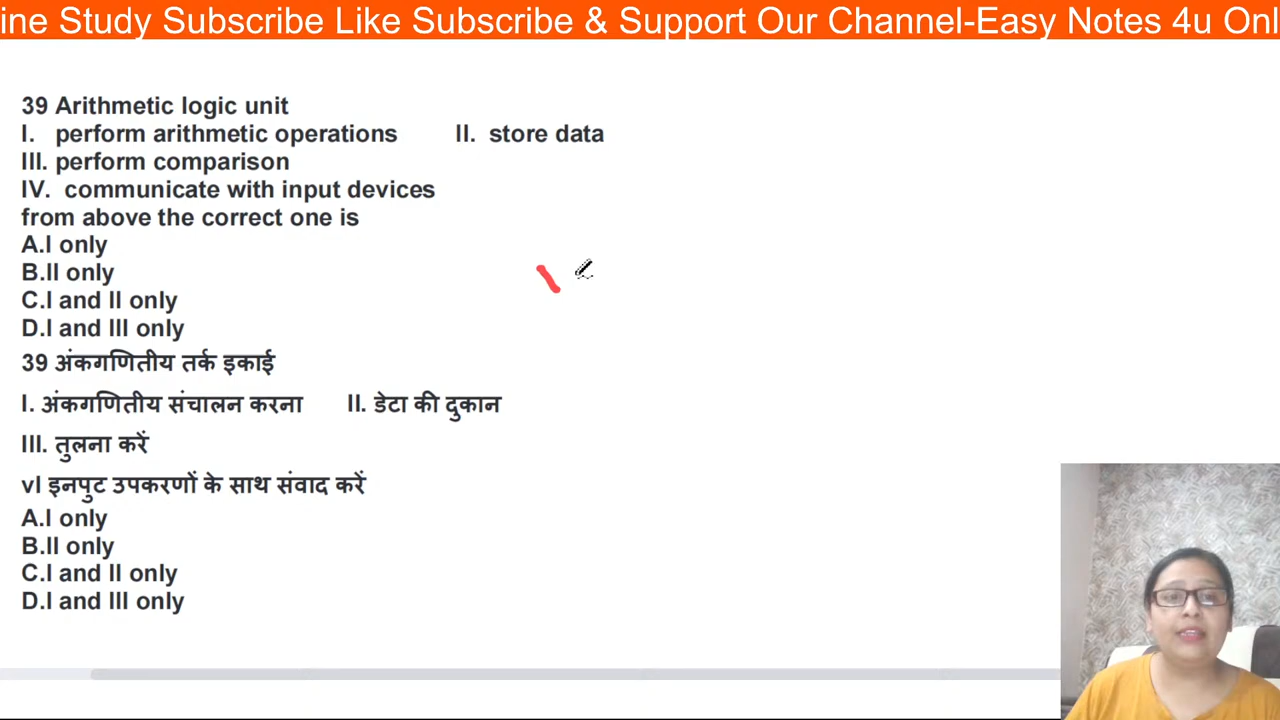 ine Study Subscribe Like Subscribe & Support Our Channel-Easy Notes 4u Onl
39 Arithmetic logic unit
I. perform arithmetic operations II. store data
III. perform comparison
IV. communicate with input devices
from above the correct one is
A.I only
B.II only
C.I and II only
D.I and III only
39 अंकगणितीय तर्क इकाई
I. अंकगणितीय संचालन करना II. डेटा की दुकान
III. तुलना करें
vI इनपुट उपकरणों के साथ संवाद करें
A.I only
B.II only
C.I and II only
D.I and III only